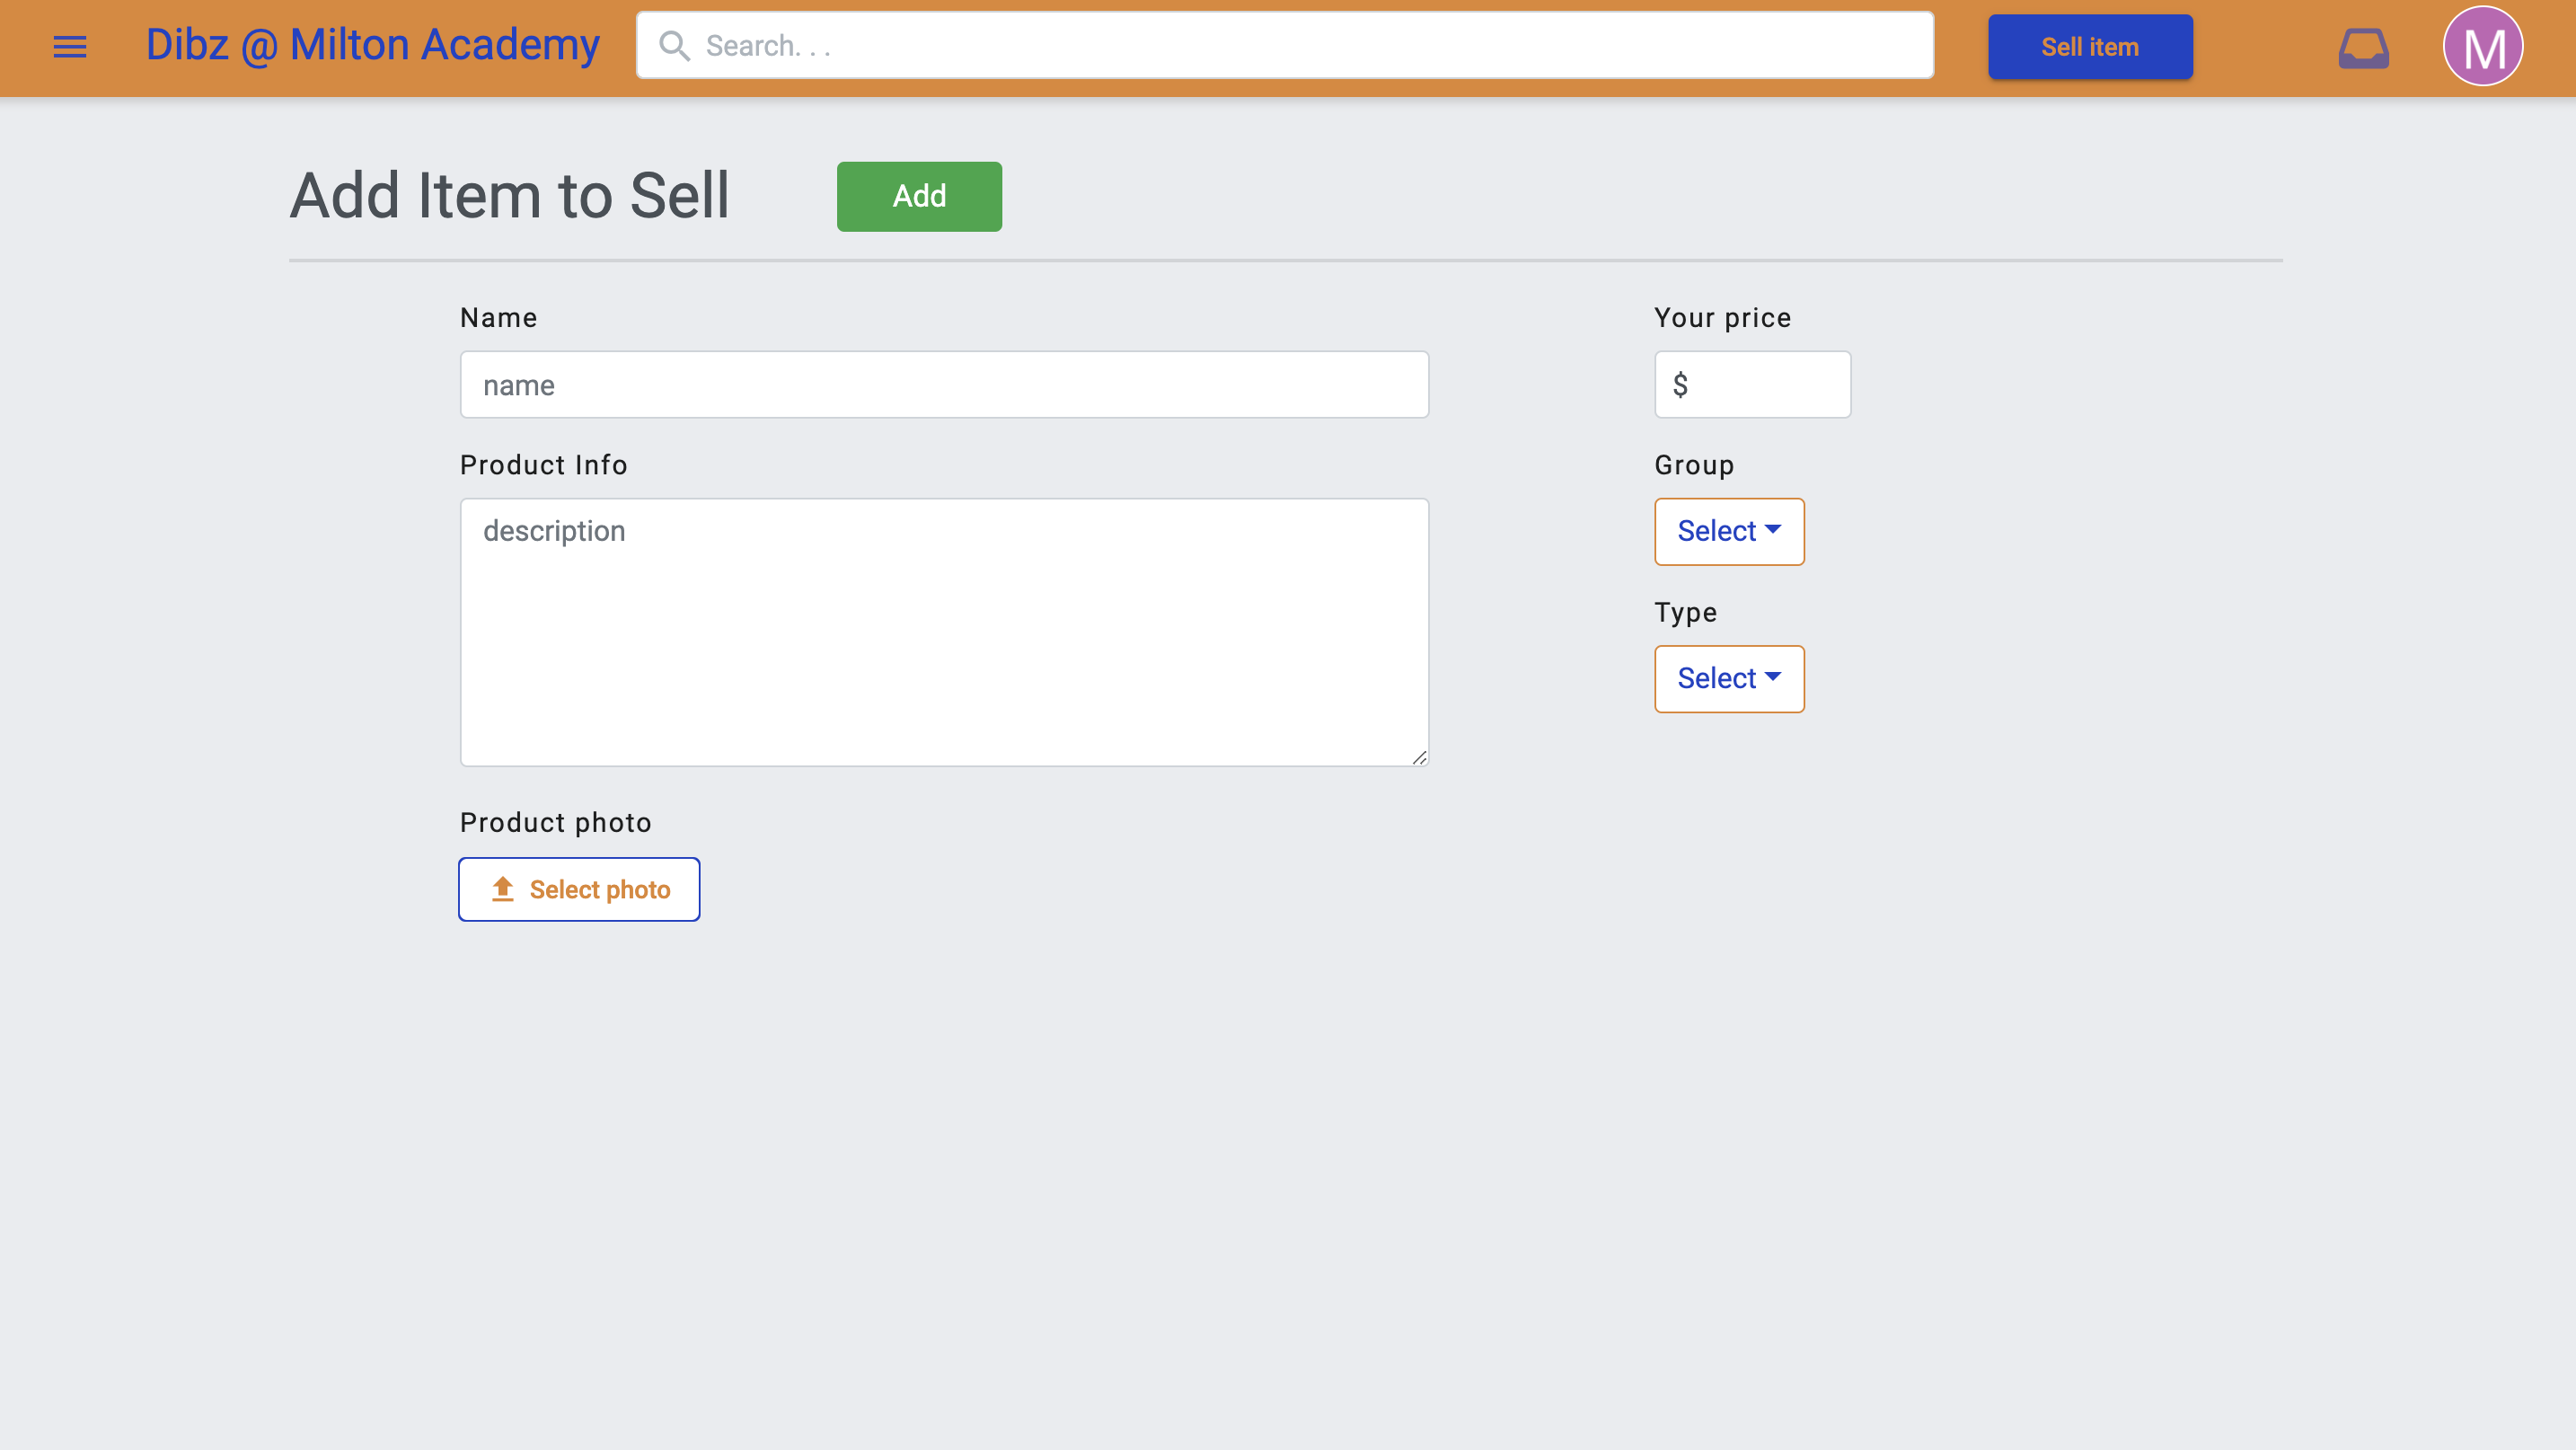 Dibz @ Milton Academy
Search. . .
Sell item
M
Add Item to Sell
Add
Name
name
Your price
$
Product Info
description
Group
Select
Type
Select
Product photo
Select photo